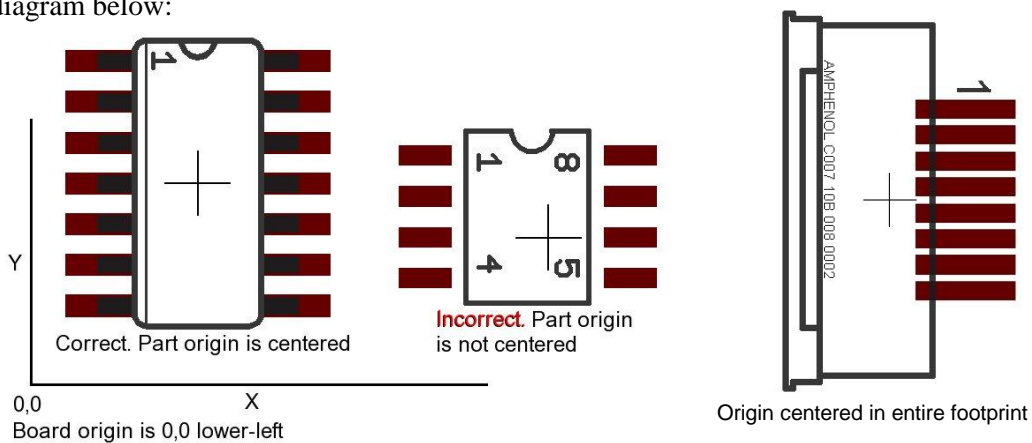 diagram below:
1
Y
Correct. Part origin is centered
0,0
X
Board origin is 0,0 lower-left
1
8
4
5
Incorrect. Part origin
is not centered
AMPHENOL C007 10B 008 0002
1
Origin centered in entire footprint